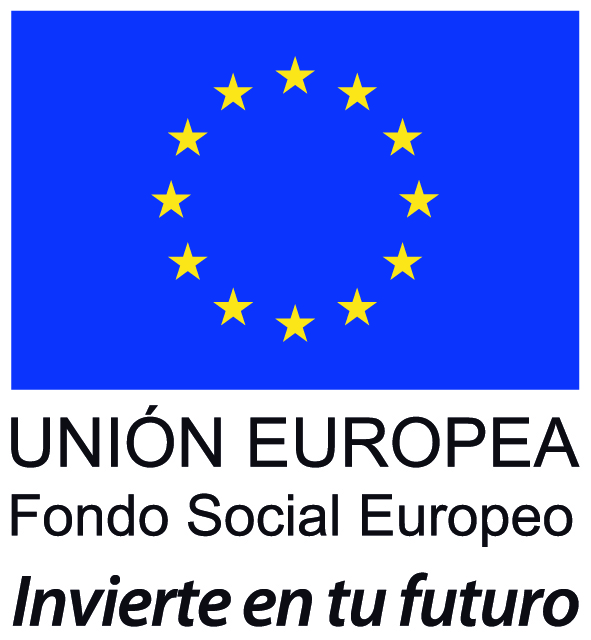 UNIÓN EUROPEA
Fondo Social Europeo
Invierte en tu futuro